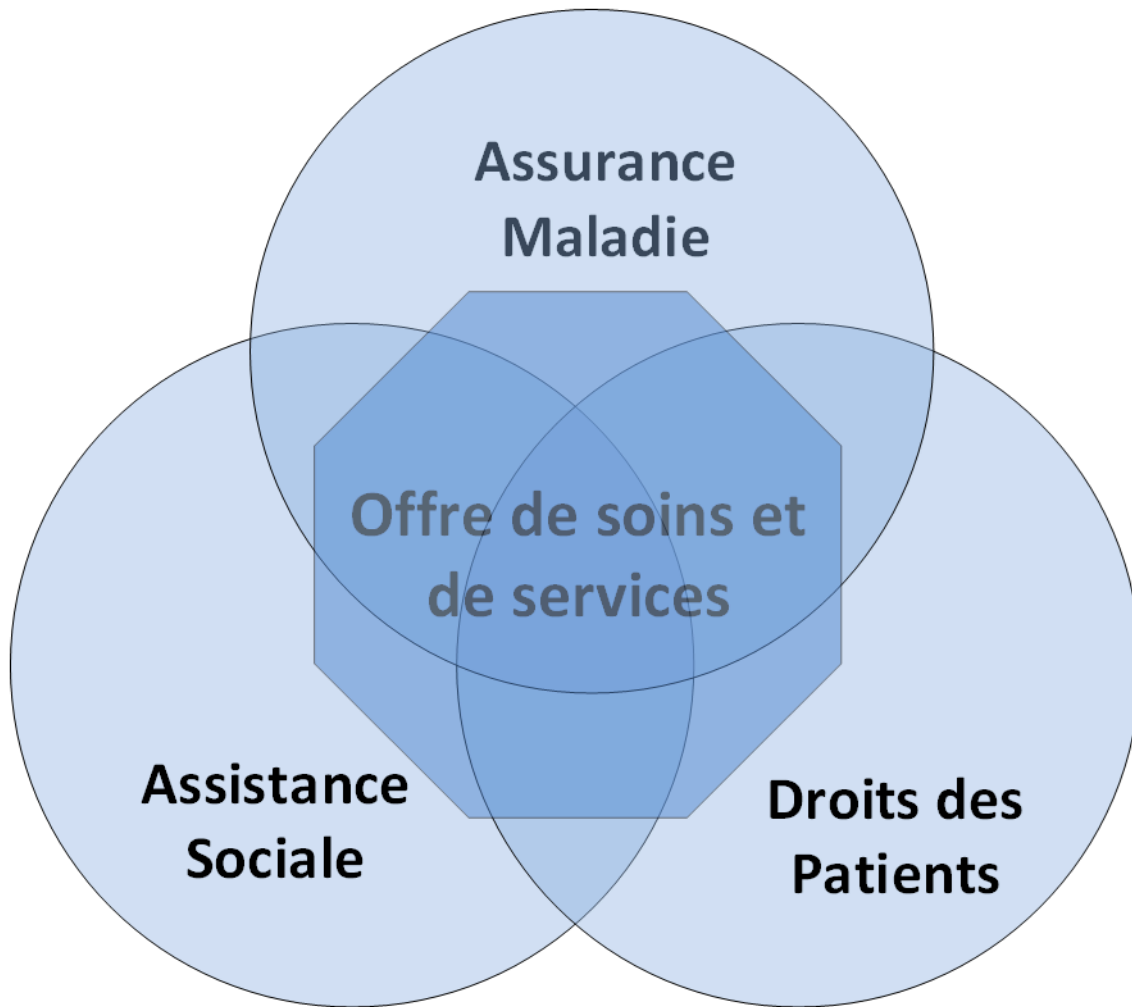 Assurance
Maladie
Offre de soins et
de services
Assistance
Sociale
Droits des
Patients